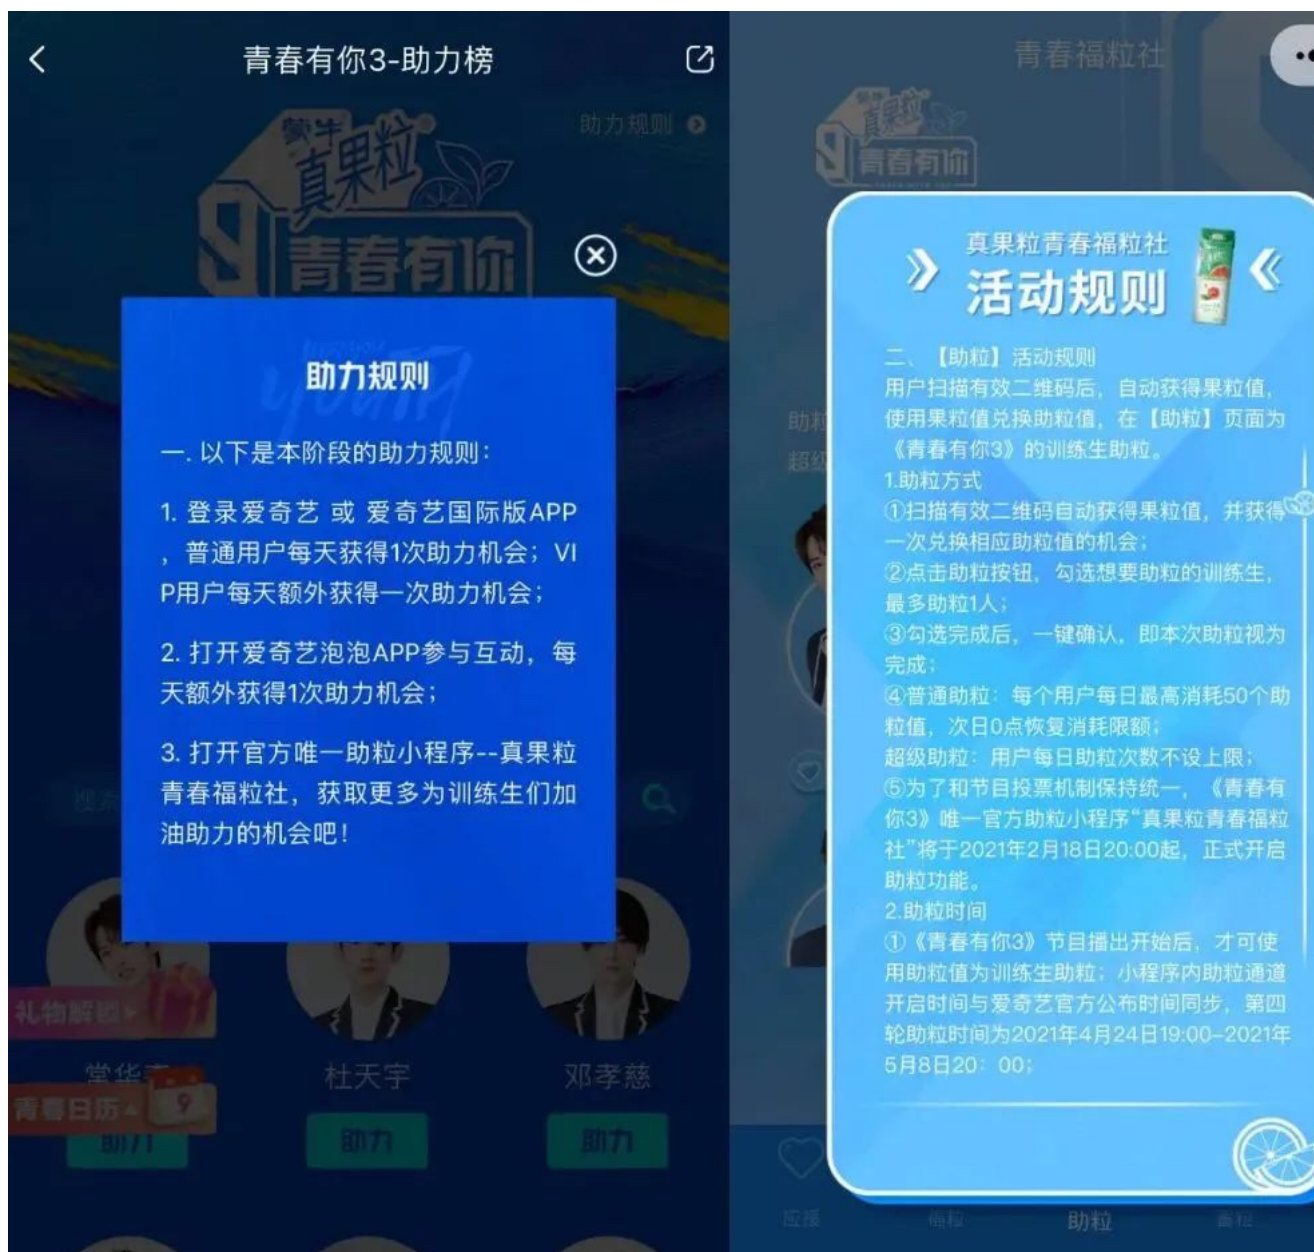 青春有你3-助力榜
助力规则
蒙牛
真果粒
青春有你
助力规则
一. 以下是本阶段的助力规则：
1. 登录爱奇艺 或 爱奇艺国际版APP
，普通用户每天获得1次助力机会；VI
P用户每天额外获得一次助力机会；
2. 打开爱奇艺泡泡APP参与互动，每
天额外获得1次助力机会；
3. 打开官方唯一助粒小程序--真果粒
青春福粒社，获取更多为训练生们加
油助力的机会吧！
礼物解锁
常华
杜天宇
邓孝慈
青春日历
9
助力
助力
助力
青春福粒社
蒙牛
真果粒
青春有你
真果粒青春福粒社
活动规则
二、【助粒】活动规则
用户扫描有效二维码后，自动获得果粒值，
使用果粒值兑换助粒值，在【助粒】页面为
《青春有你3》的训练生助粒。
1.助粒方式
①扫描有效二维码自动获得果粒值，并获得
一次兑换相应助粒值的机会；
②点击助粒按钮，勾选想要助粒的训练生，
最多助粒1人；
③勾选完成后，一键确认，即本次助粒视为
完成；
④普通助粒：每个用户每日最高消耗50个助
粒值，次日0点恢复消耗限额；
超级助粒：用户每日助粒次数不设上限；
⑤为了和节目投票机制保持统一，《青春有
你3》唯一官方助粒小程序“真果粒青春福粒
社”将于2021年2月18日20:00起，正式开启
助粒功能。
2.助粒时间
①《青春有你3》节目播出开始后，才可使
用助粒值为训练生助粒；小程序内助粒通道
开启时间与爱奇艺官方公布时间同步，第四
轮助粒时间为2021年4月24日19:00–2021年
5月8日20：00；
助粒
超级
应援
福粒
助粒